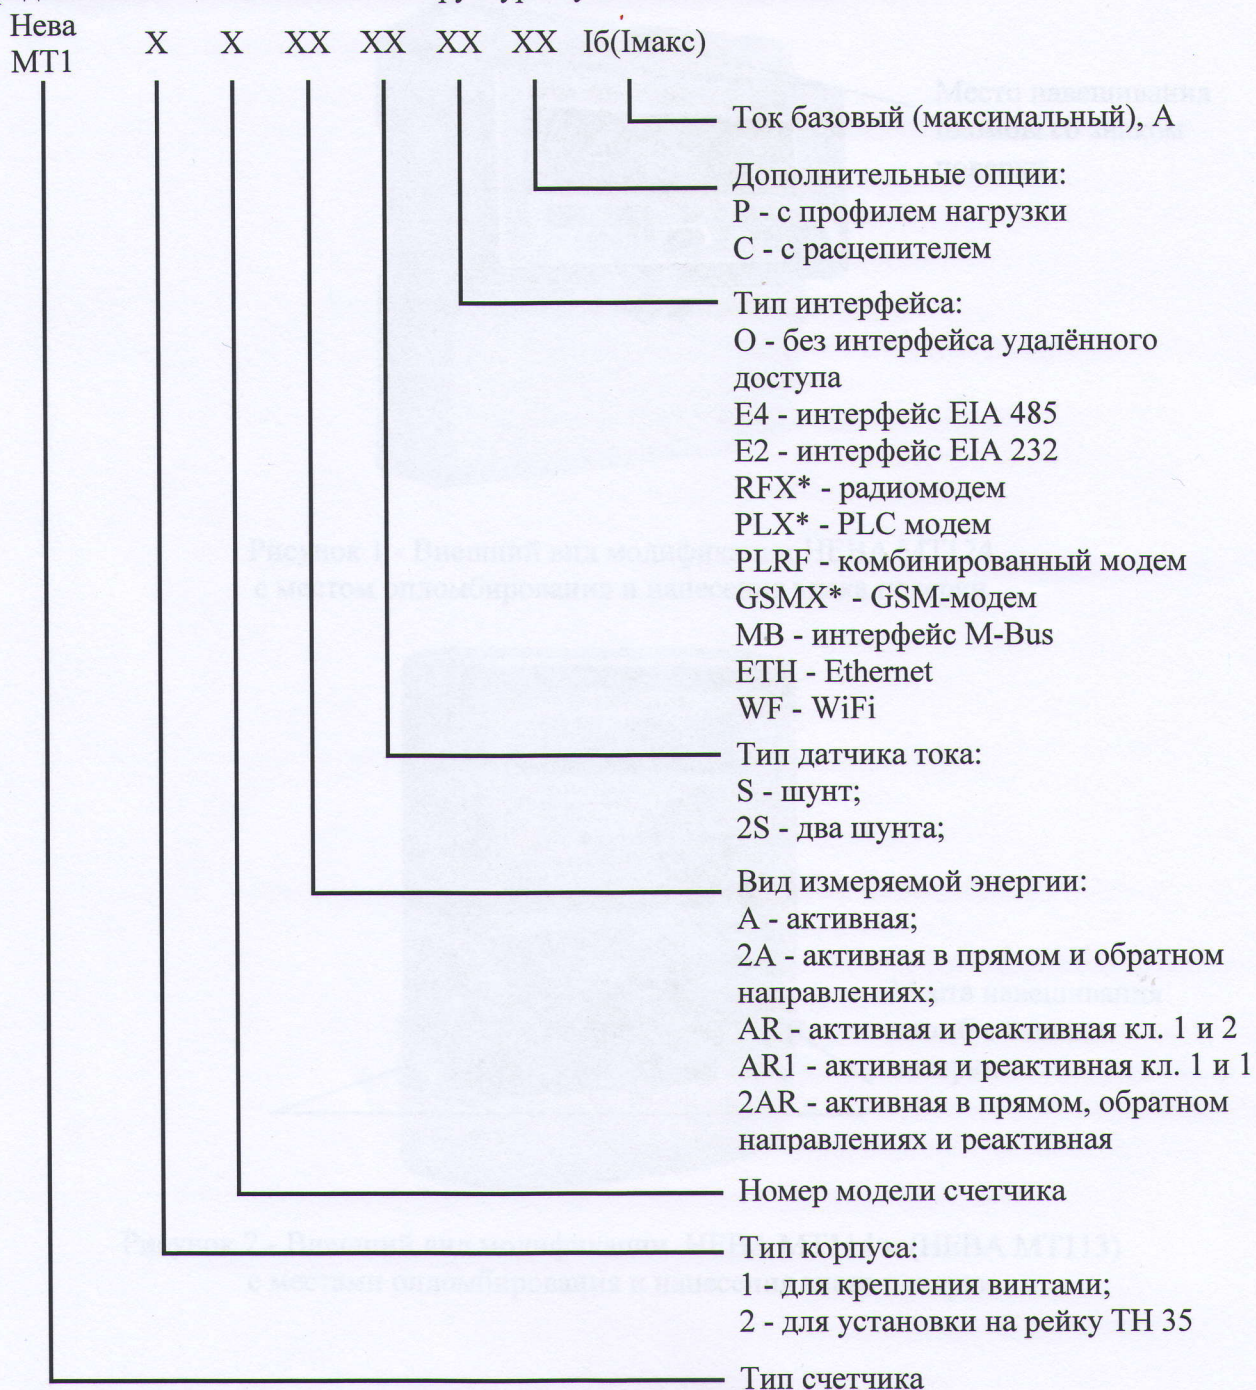 Нева
МТ1 Х Х ХХ ХХ ХХ ХХ Iб(Iмакс)
Ток базовый (максимальный), А
Дополнительные опции:
Р - с профилем нагрузки
С - с расцепителем
Тип интерфейса:
О - без интерфейса удалённого
доступа
Е4 - интерфейс EIA 485
Е2 - интерфейс EIA 232
RFX* - радиомодем
PLX* - PLC модем
PLRF - комбинированный модем
GSMX* - GSM-модем
MB - интерфейс M-Bus
ETH - Ethernet
WF - WiFi
Тип датчика тока:
S - шунт;
2S - два шунта;
Вид измеряемой энергии:
А - активная;
2А - активная в прямом и обратном
направлениях;
AR - активная и реактивная кл. 1 и 2
AR1 - активная и реактивная кл. 1 и 1
2AR - активная в прямом, обратном
направлениях и реактивная
Номер модели счетчика
Тип корпуса:
1 - для крепления винтами;
2 - для установки на рейку ТН 35
Тип счетчика